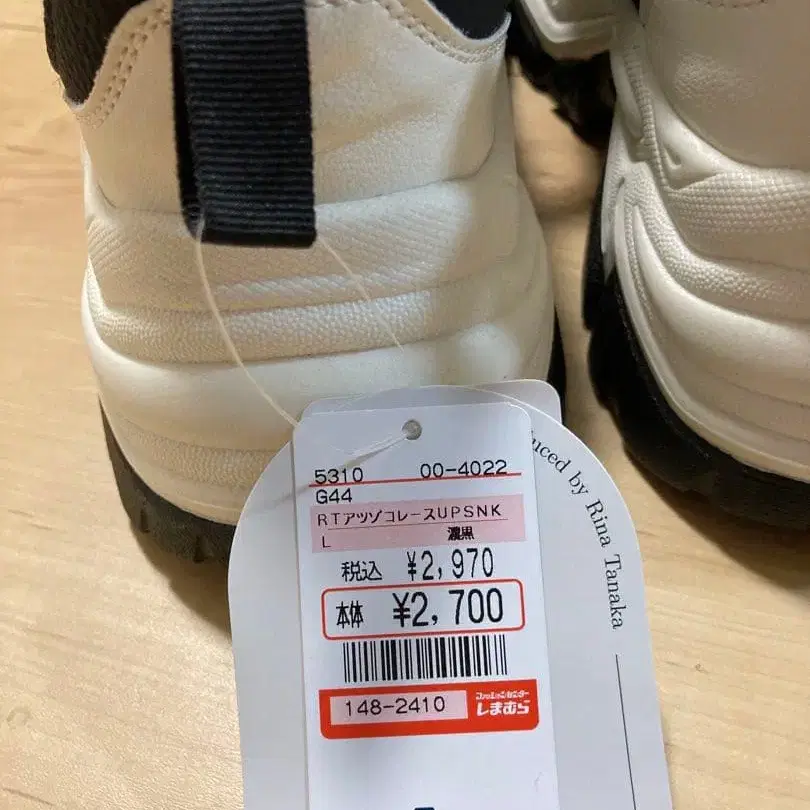 5310 00-4022
G44
RTアツゾコレースUPSNK
L 濃黒
税込 ¥2,970
本体 ¥2,700
148-2410
ファッションセンター
しまむら
uced by Rina Tanaka